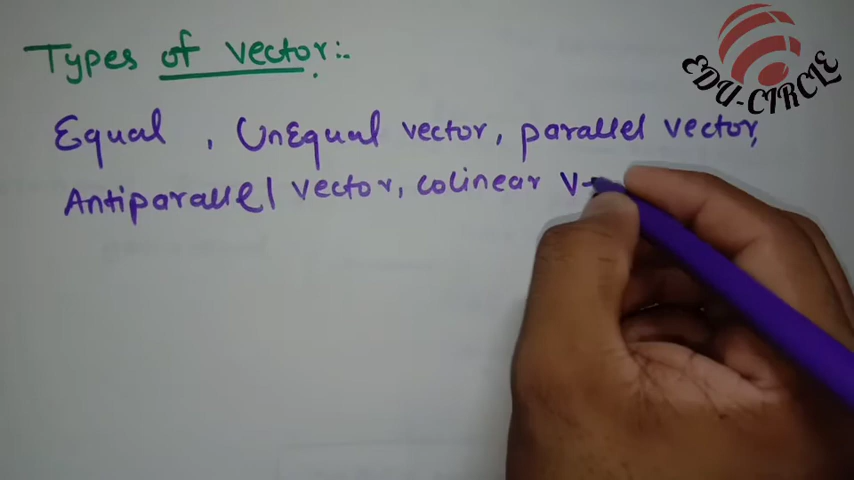 Types of vector:-
EDU-CIRCLE
Equal , UnEqual vector, parallel vector,
Antiparallel vector, colinear v